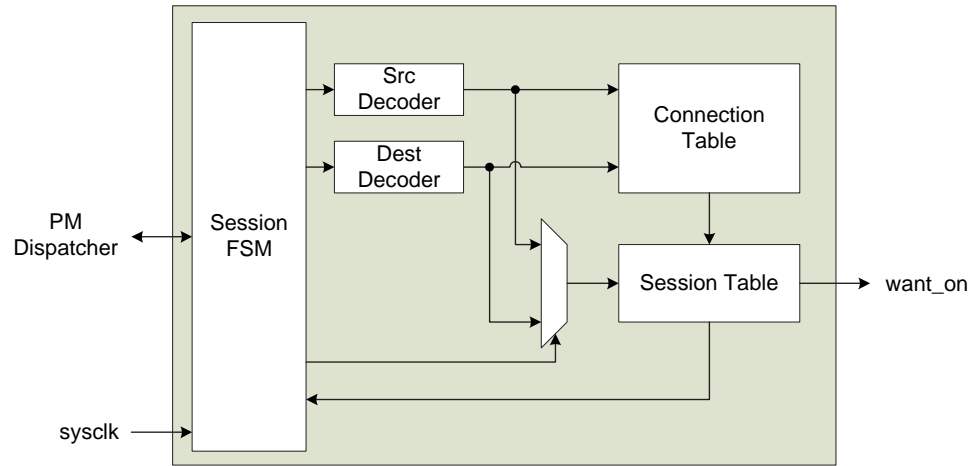 Src
Decoder
Connection
Table
Dest
Decoder
PM
Dispatcher
Session
FSM
Session Table
want_on
sysclk